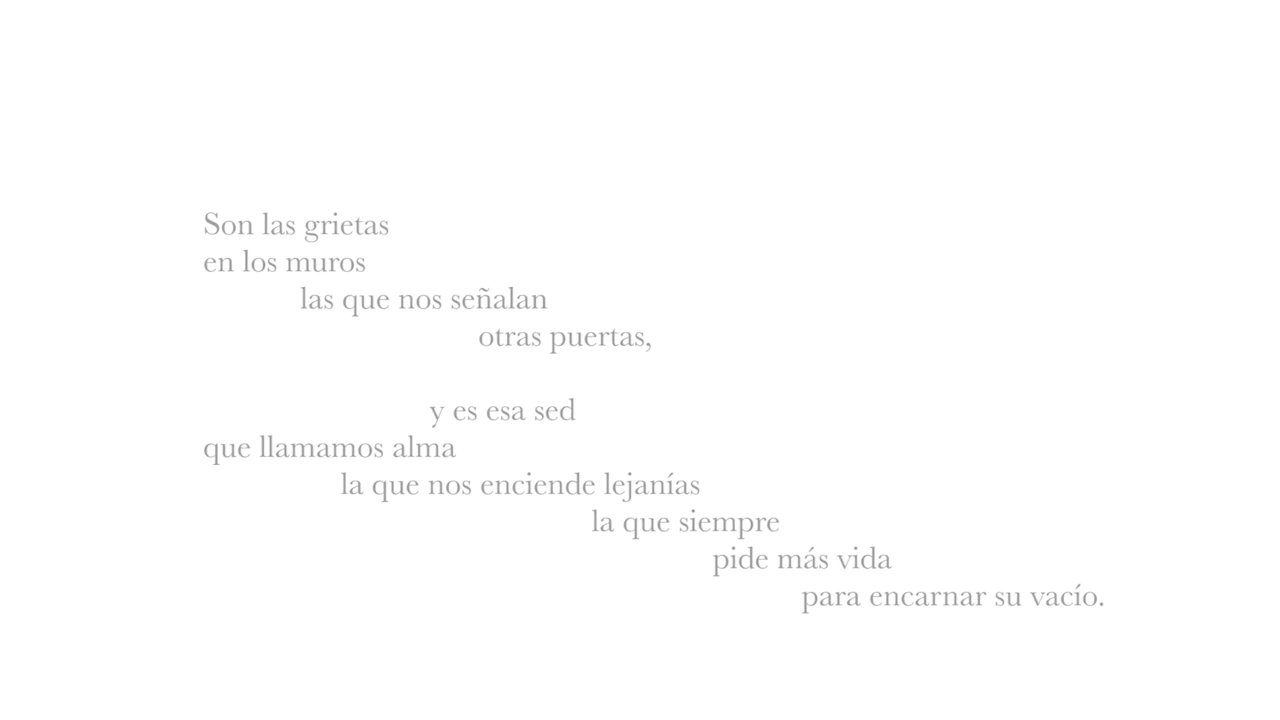 Son las grietas
en los muros
las que nos señalan
otras puertas,
y es esa sed
que llamamos alma
la que nos enciende lejanías
la que siempre
pide más vida
para encarnar su vacío.